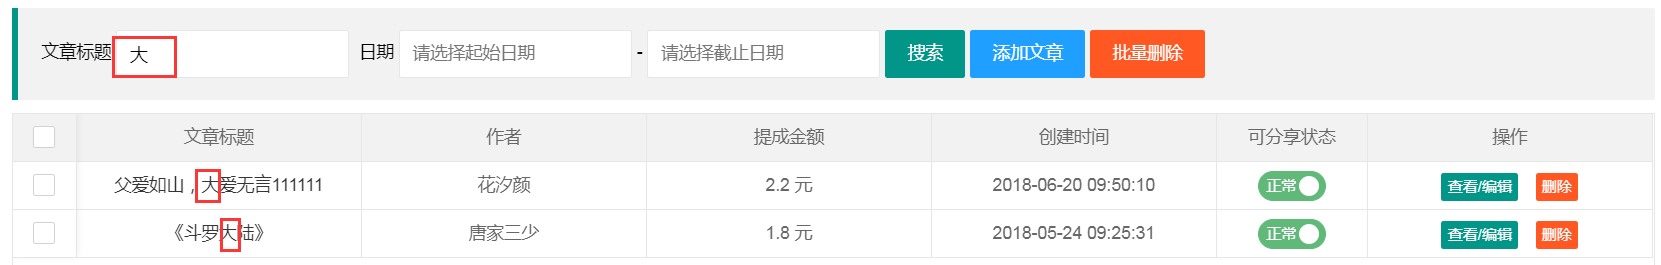 文章标题 大 日期 请选择起始日期 - 请选择截止日期 搜索 添加文章 批量删除
文章标题 作者 提成金额 创建时间 可分享状态 操作
父爱如山，大爱无言111111 花汐颜 2.2 元 2018-06-20 09:50:10 正常 查看/编辑 删除
《斗罗大陆》 唐家三少 1.8 元 2018-05-24 09:25:31 正常 查看/编辑 删除